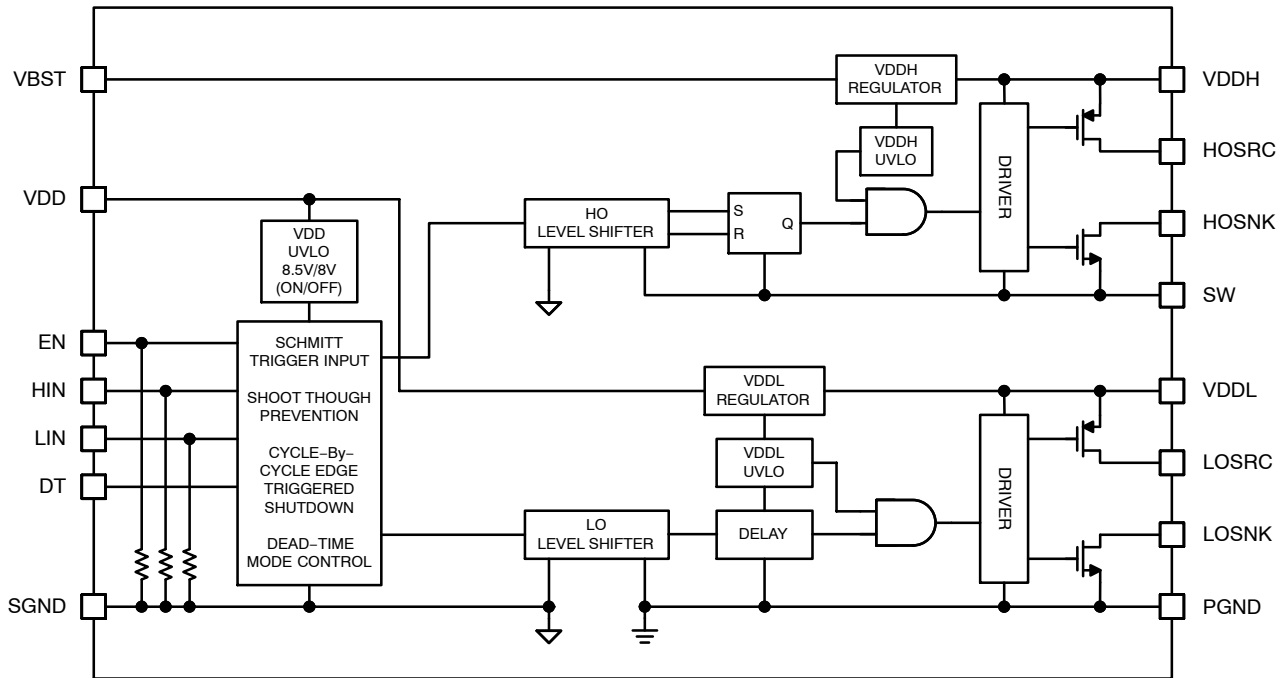 VBST
VDDH
REGULATOR
VDDH
VDDH
UVLO
HOSRC
VDD
VDD
UVLO
8.5V/8V
(ON/OFF)
HO
LEVEL SHIFTER
S
R
Q
DRIVER
HOSNK
SW
EN
HIN
LIN
DT
SCHMITT
TRIGGER INPUT
SHOOT THOUGH
PREVENTION
CYCLE−By−
CYCLE EDGE
TRIGGERED
SHUTDOWN
DEAD−TIME
MODE CONTROL
VDDL
REGULATOR
VDDL
VDDL
UVLO
LOSRC
LO
LEVEL SHIFTER
DELAY
DRIVER
LOSNK
SGND
PGND